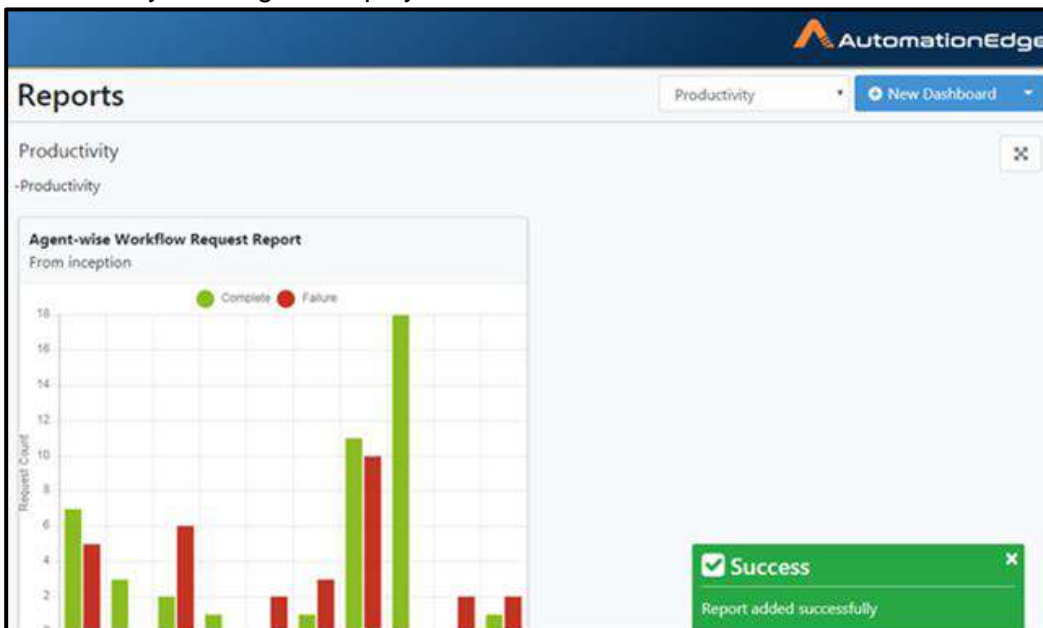 AutomationEdge
Reports
Productivity
New Dashboard
Productivity
-Productivity
Agent-wise Workflow Request Report
From inception
Complete Failure
18
16
14
12
10
8
6
4
2
0
Request Count
Success
Report added successfully